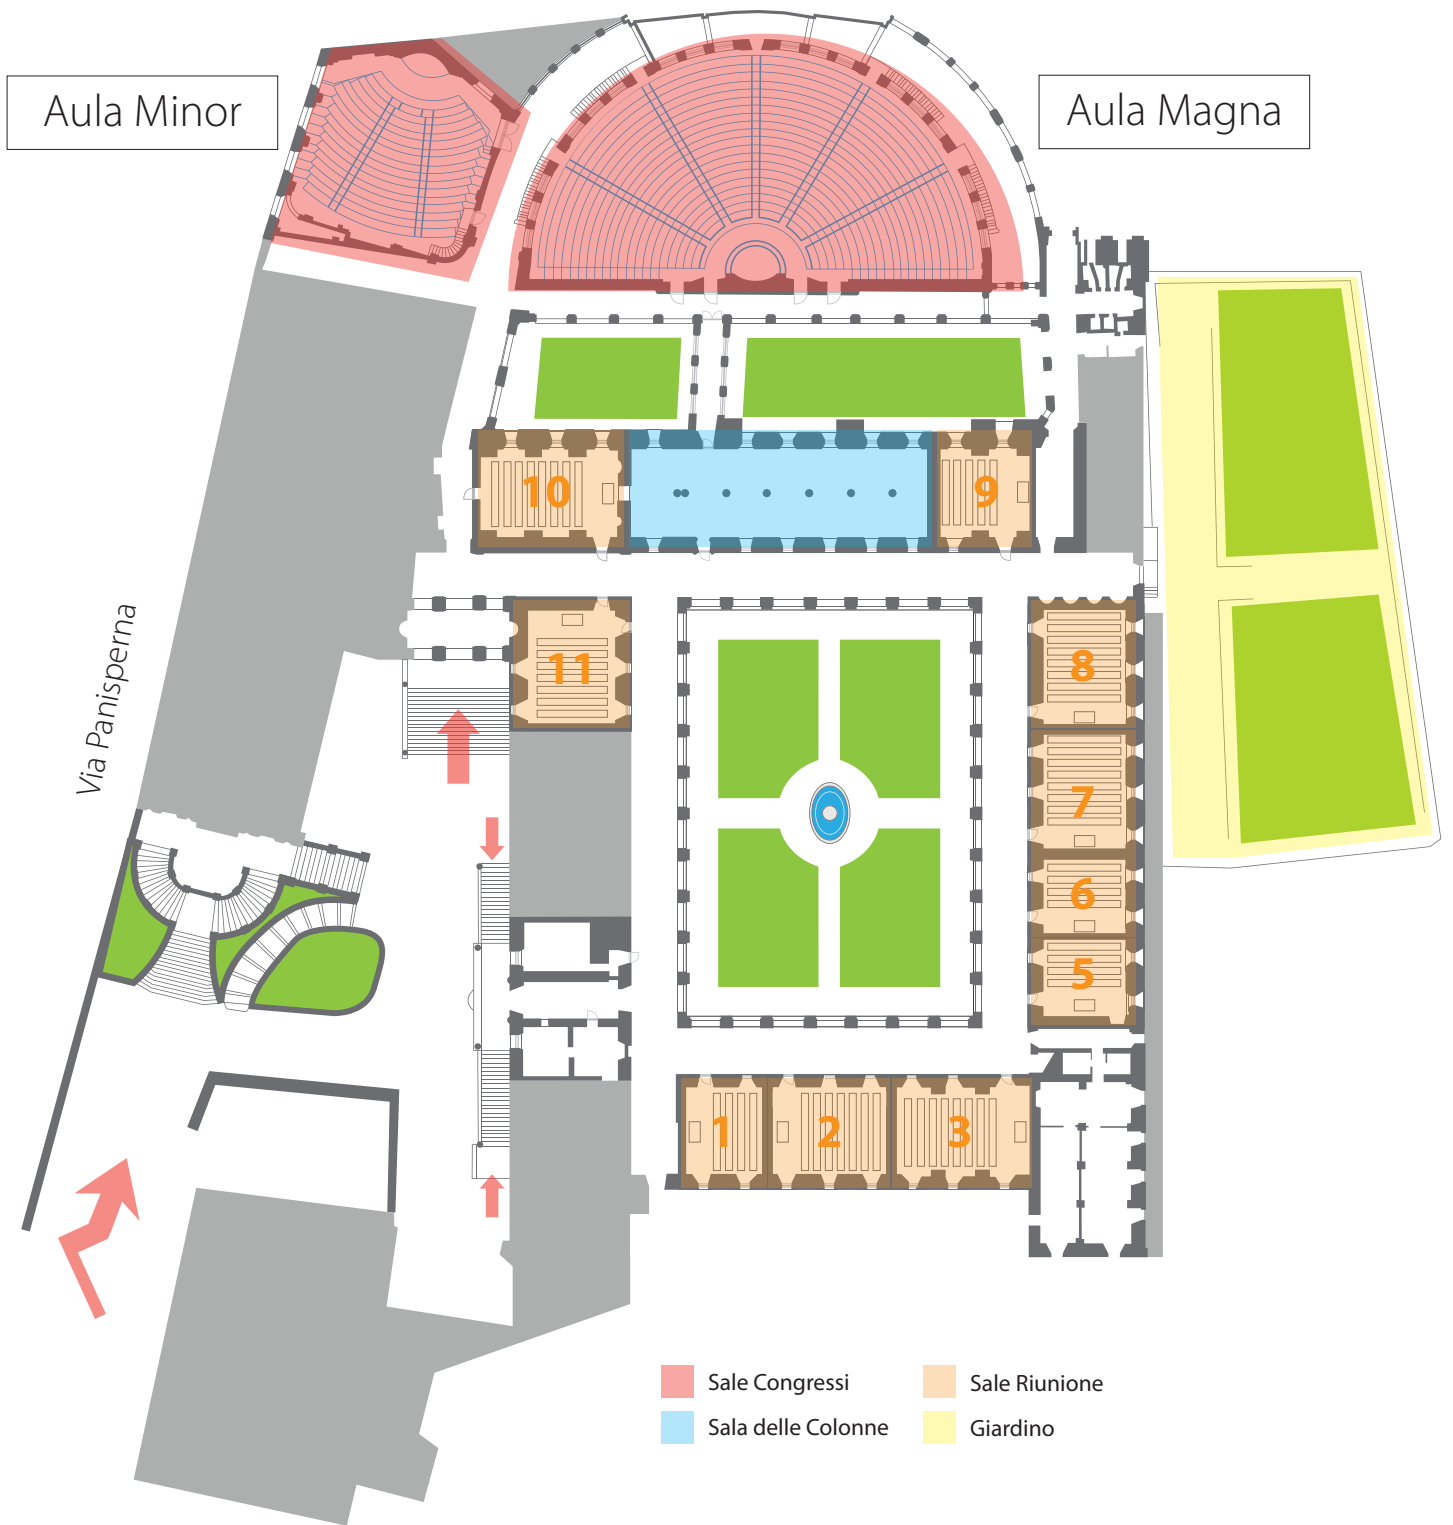 Aula Minor
Aula Magna
10
9
11
8
Via Panisperna
7
6
5
1
2
3
Sale Congressi
Sale Riunione
Sala delle Colonne
Giardino